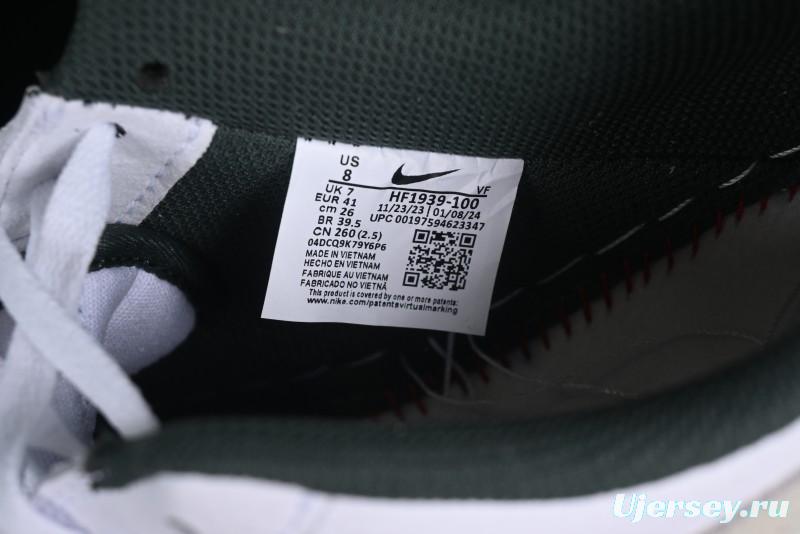 US
8
UK 7
EUR 41
cm 26
BR 39.5
CN 260 (2.5)
04DCQ9K79Y6P6
MADE IN VIETNAM
HECHO EN VIETNAM
FABRIQUE AU VIETNAM
FABRICADO NO VIETNAM
This product is covered by one or more patents:
www.nike.com/patentsvirtualmarking
VF
HF1939-100
11/23/23 | 01/08/24
UPC 00197594623347
Ujersey.ru